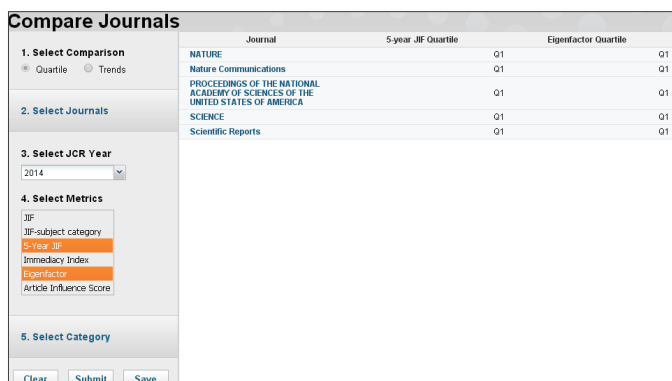 Compare Journals
1. Select Comparison
Quartile Trends
2. Select Journals
3. Select JCR Year
2014
4. Select Metrics
JIF
JIF-subject category
5-Year JIF
Immediacy Index
Eigenfactor
Article Influence Score
5. Select Category
Clear Submit Save
Journal 5-year JIF Quartile Eigenfactor Quartile
NATURE Q1 Q1
Nature Communications Q1 Q1
PROCEEDINGS OF THE NATIONAL
ACADEMY OF SCIENCES OF THE Q1 Q1
UNITED STATES OF AMERICA
SCIENCE Q1 Q1
Scientific Reports Q1 Q1